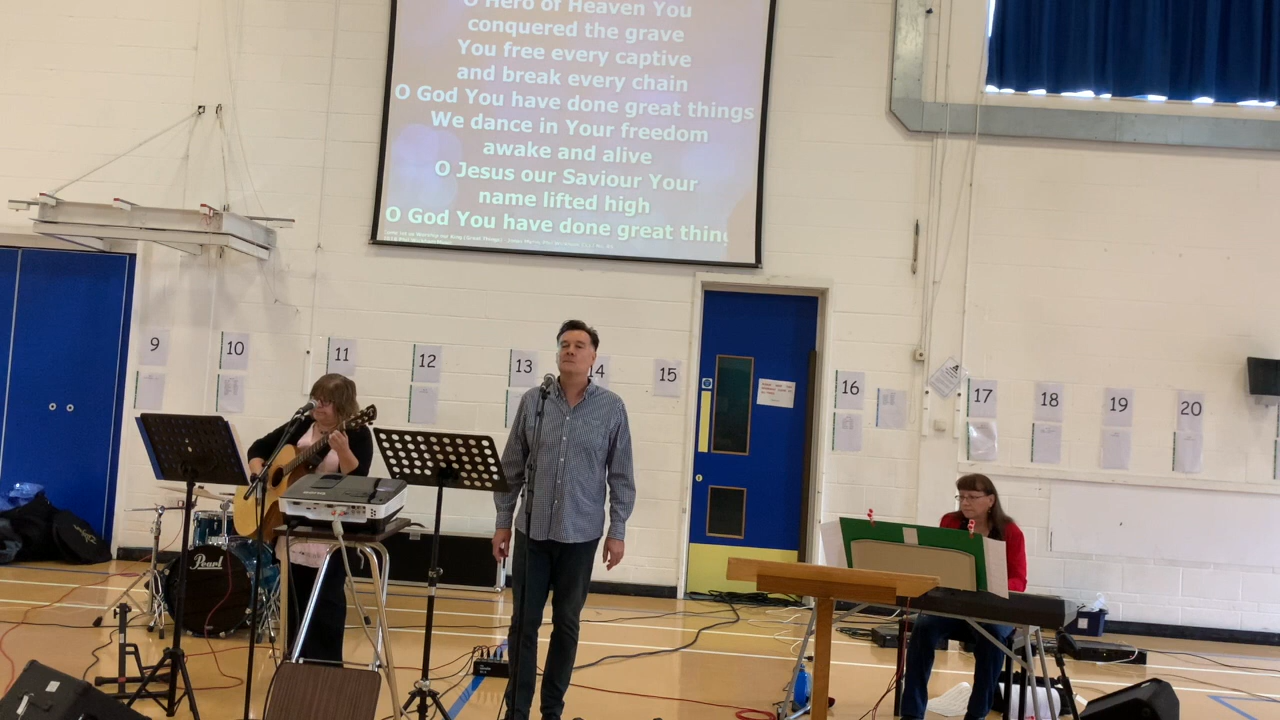 O Hero of Heaven You
conquered the grave
You free every captive
and break every chain
O God You have done great things
We dance in Your freedom
awake and alive
O Jesus our Saviour Your
name lifted high
O God You have done great thin
9
10
11
12
13
14
15
16
17
18
19
20
Pearl